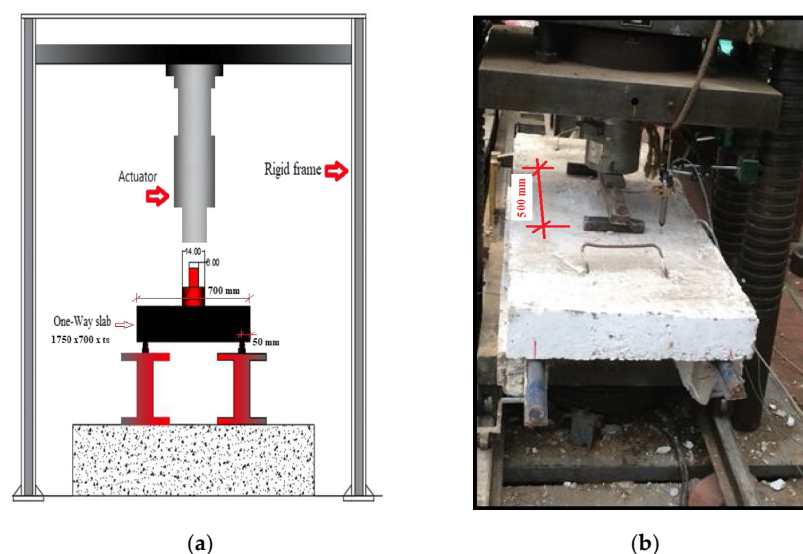 Actuator
Rigid frame
14.00
6.00
700 mm
One-Way slab
1750 x700 x ts
50 mm
500 mm
(a)
(b)